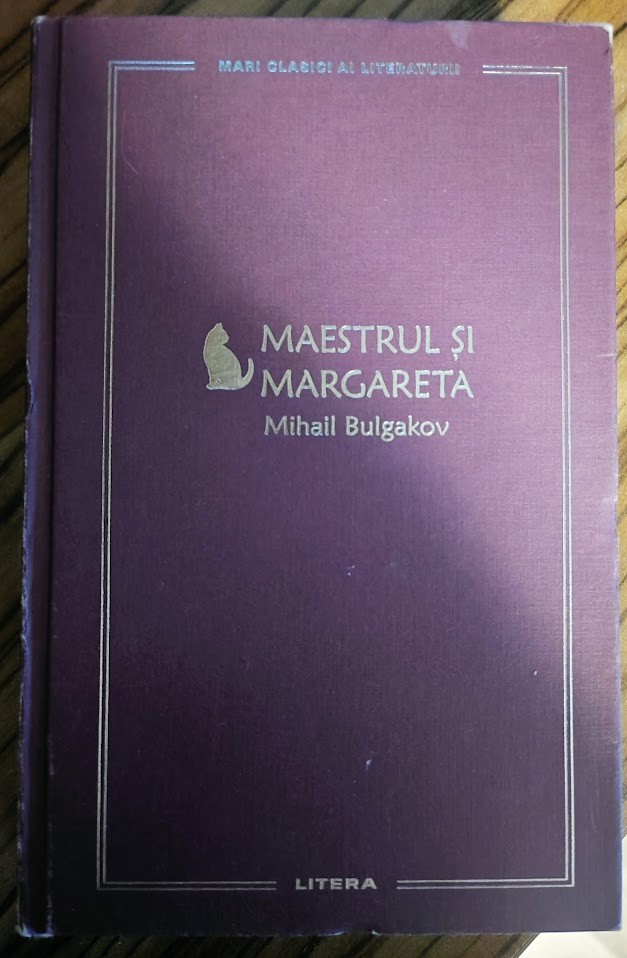 MARI CLASICI AI LITERATURII
MAESTRUL ȘI
MARGARETA
Mihail Bulgakov
LITERA